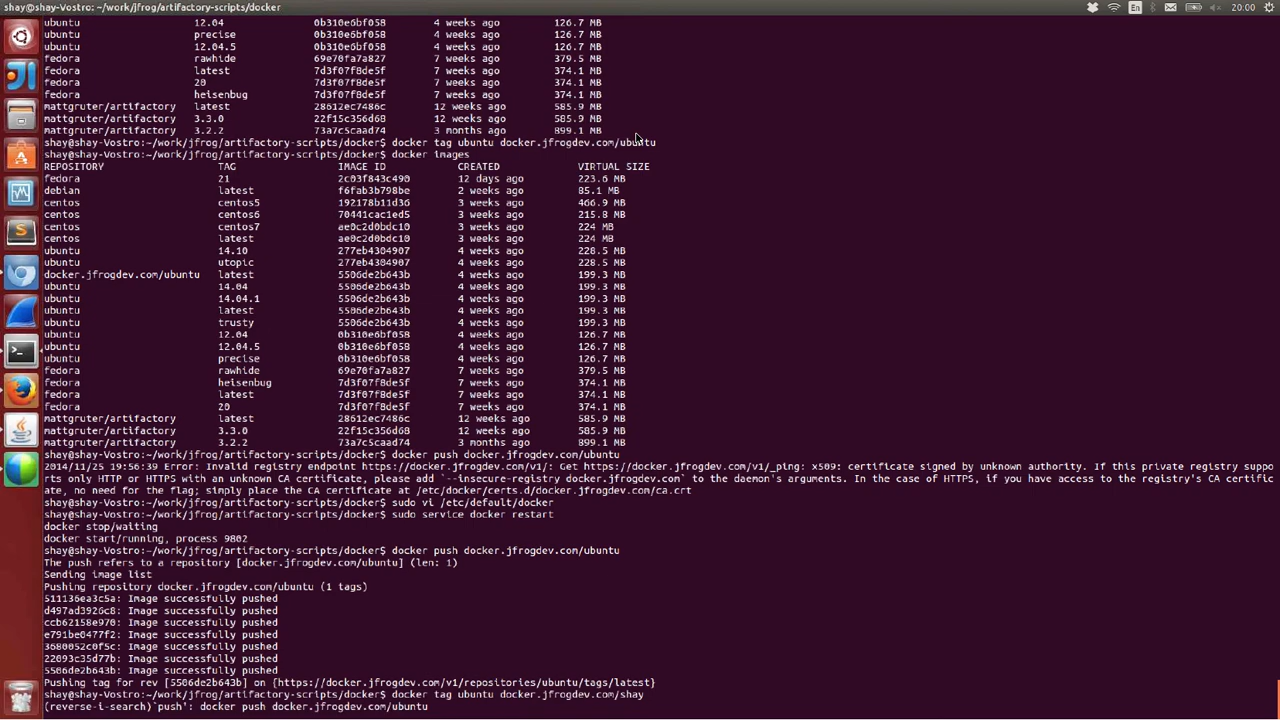 shay@shay-Vostro: ~/work/jfrog/artifactory-scripts/docker
En
20:00
ubuntu 12.04 0b310e6bf058 4 weeks ago 126.7 MB
ubuntu precise 0b310e6bf058 4 weeks ago 126.7 MB
ubuntu 12.04.5 0b310e6bf058 4 weeks ago 126.7 MB
fedora rawhide 69e70fa7a827 7 weeks ago 379.5 MB
fedora latest 7d3f07f8de5f 7 weeks ago 374.1 MB
fedora 20 7d3f07f8de5f 7 weeks ago 374.1 MB
fedora heisenbug 7d3f07f8de5f 7 weeks ago 374.1 MB
mattgruter/artifactory latest 28612ec7486c 12 weeks ago 585.9 MB
mattgruter/artifactory 3.3.0 22f15c356d68 12 weeks ago 585.9 MB
mattgruter/artifactory 3.2.2 73a7c5caad74 3 months ago 899.1 MB
shay@shay-Vostro:~/work/jfrog/artifactory-scripts/docker$ docker tag ubuntu docker.jfrogdev.com/ubuntu
shay@shay-Vostro:~/work/jfrog/artifactory-scripts/docker$ docker images
REPOSITORY TAG IMAGE ID CREATED VIRTUAL SIZE
fedora 21 2c03f843c490 12 days ago 223.6 MB
debian latest f6fab3b798be 2 weeks ago 85.1 MB
centos centos5 192178b11d36 3 weeks ago 466.9 MB
centos centos6 70441cac1ed5 3 weeks ago 215.8 MB
centos centos7 ae0c2d0bdc10 3 weeks ago 224 MB
centos latest ae0c2d0bdc10 3 weeks ago 224 MB
ubuntu 14.10 277eb4304907 4 weeks ago 228.5 MB
ubuntu utopic 277eb4304907 4 weeks ago 228.5 MB
docker.jfrogdev.com/ubuntu latest 5506de2b643b 4 weeks ago 199.3 MB
ubuntu 14.04 5506de2b643b 4 weeks ago 199.3 MB
ubuntu 14.04.1 5506de2b643b 4 weeks ago 199.3 MB
ubuntu latest 5506de2b643b 4 weeks ago 199.3 MB
ubuntu trusty 5506de2b643b 4 weeks ago 199.3 MB
ubuntu 12.04 0b310e6bf058 4 weeks ago 126.7 MB
ubuntu 12.04.5 0b310e6bf058 4 weeks ago 126.7 MB
ubuntu precise 0b310e6bf058 4 weeks ago 126.7 MB
fedora rawhide 69e70fa7a827 7 weeks ago 379.5 MB
fedora heisenbug 7d3f07f8de5f 7 weeks ago 374.1 MB
fedora latest 7d3f07f8de5f 7 weeks ago 374.1 MB
fedora 20 7d3f07f8de5f 7 weeks ago 374.1 MB
mattgruter/artifactory latest 28612ec7486c 12 weeks ago 585.9 MB
mattgruter/artifactory 3.3.0 22f15c356d68 12 weeks ago 585.9 MB
mattgruter/artifactory 3.2.2 73a7c5caad74 3 months ago 899.1 MB
shay@shay-Vostro:~/work/jfrog/artifactory-scripts/docker$ docker push docker.jfrogdev.com/ubuntu
2014/11/25 19:56:39 Error: Invalid registry endpoint https://docker.jfrogdev.com/v1/: Get https://docker.jfrogdev.com/v1/_ping: x509: certificate signed by unknown authority. If this private registry suppo
rts only HTTP or HTTPS with an unknown CA certificate, please add `--insecure-registry docker.jfrogdev.com` to the daemon's arguments. In the case of HTTPS, if you have access to the registry's CA certific
ate, no need for the flag; simply place the CA certificate at /etc/docker/certs.d/docker.jfrogdev.com/ca.crt
shay@shay-Vostro:~/work/jfrog/artifactory-scripts/docker$ sudo vi /etc/default/docker
shay@shay-Vostro:~/work/jfrog/artifactory-scripts/docker$ sudo service docker restart
docker stop/waiting
docker start/running, process 9802
shay@shay-Vostro:~/work/jfrog/artifactory-scripts/docker$ docker push docker.jfrogdev.com/ubuntu
The push refers to a repository [docker.jfrogdev.com/ubuntu] (len: 1)
Sending image list
Pushing repository docker.jfrogdev.com/ubuntu (1 tags)
511136ea3c5a: Image successfully pushed
d497ad3926c8: Image successfully pushed
ccb62158e970: Image successfully pushed
e791be0477f2: Image successfully pushed
3680052c0f5c: Image successfully pushed
22093c35d77b: Image successfully pushed
5506de2b643b: Image successfully pushed
Pushing tag for rev [5506de2b643b] on {https://docker.jfrogdev.com/v1/repositories/ubuntu/tags/latest}
shay@shay-Vostro:~/work/jfrog/artifactory-scripts/docker$ docker tag ubuntu docker.jfrogdev.com/shay
(reverse-i-search)`push': docker push docker.jfrogdev.com/ubuntu